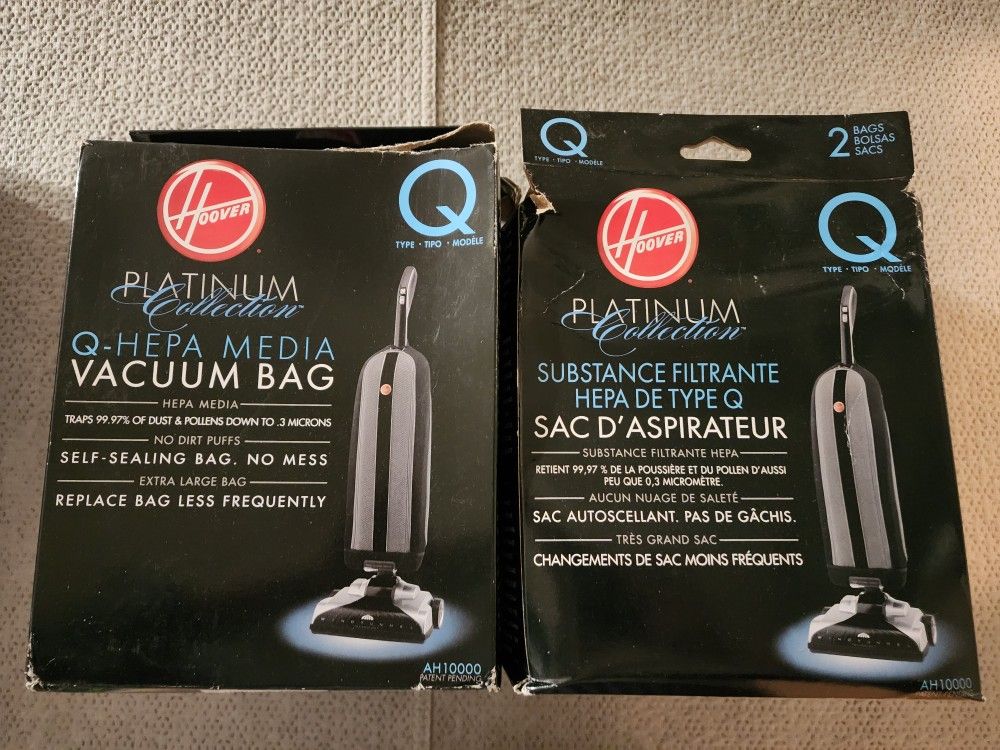 HOOVER
Q
TYPE · TIPO · MODÈLE
PLATINUM
Collection™
Q-HEPA MEDIA
VACUUM BAG
HEPA MEDIA
TRAPS 99.97% OF DUST & POLLENS DOWN TO .3 MICRONS
NO DIRT PUFFS
SELF-SEALING BAG. NO MESS
EXTRA LARGE BAG
REPLACE BAG LESS FREQUENTLY
AH10000
PATENT PENDING
Q
TYPE · TIPO · MODÈLE
2 BAGS
BOLSAS
SACS
HOOVER
Q
TYPE · TIPO · MODÈLE
PLATINUM
Collection™
SUBSTANCE FILTRANTE
HEPA DE TYPE Q
SAC D'ASPIRATEUR
SUBSTANCE FILTRANTE HEPA
RETIENT 99,97 % DE LA POUSSIÈRE ET DU POLLEN D'AUSSI
PEU QUE 0,3 MICROMÈTRE.
AUCUN NUAGE DE SALETÉ
SAC AUTOSCELLANT. PAS DE GÂCHIS.
TRÈS GRAND SAC
CHANGEMENTS DE SAC MOINS FRÉQUENTS
AH10000
PATENT PENDING